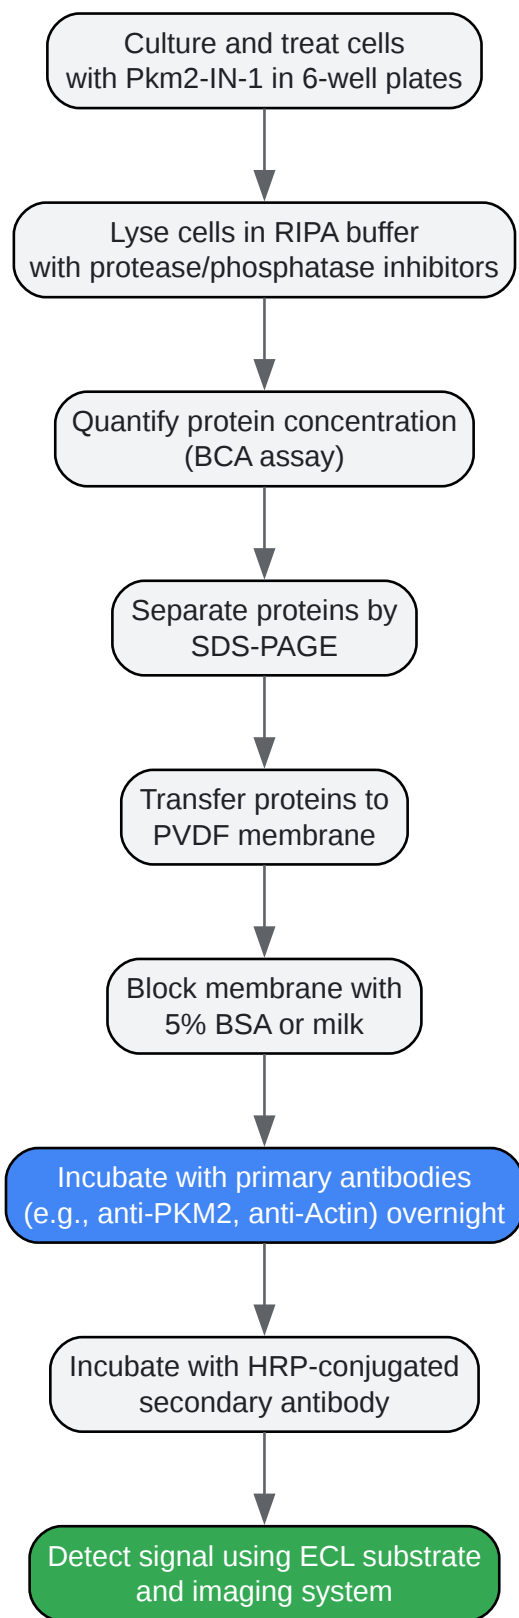 Culture and treat cells
with Pkm2-IN-1 in 6-well plates
Lyse cells in RIPA buffer
with protease/phosphatase inhibitors
Quantify protein concentration
(BCA assay)
Separate proteins by
SDS-PAGE
Transfer proteins to
PVDF membrane
Block membrane with
5% BSA or milk
Incubate with primary antibodies
(e.g., anti-PKM2, anti-Actin) overnight
Incubate with HRP-conjugated
secondary antibody
Detect signal using ECL substrate
and imaging system